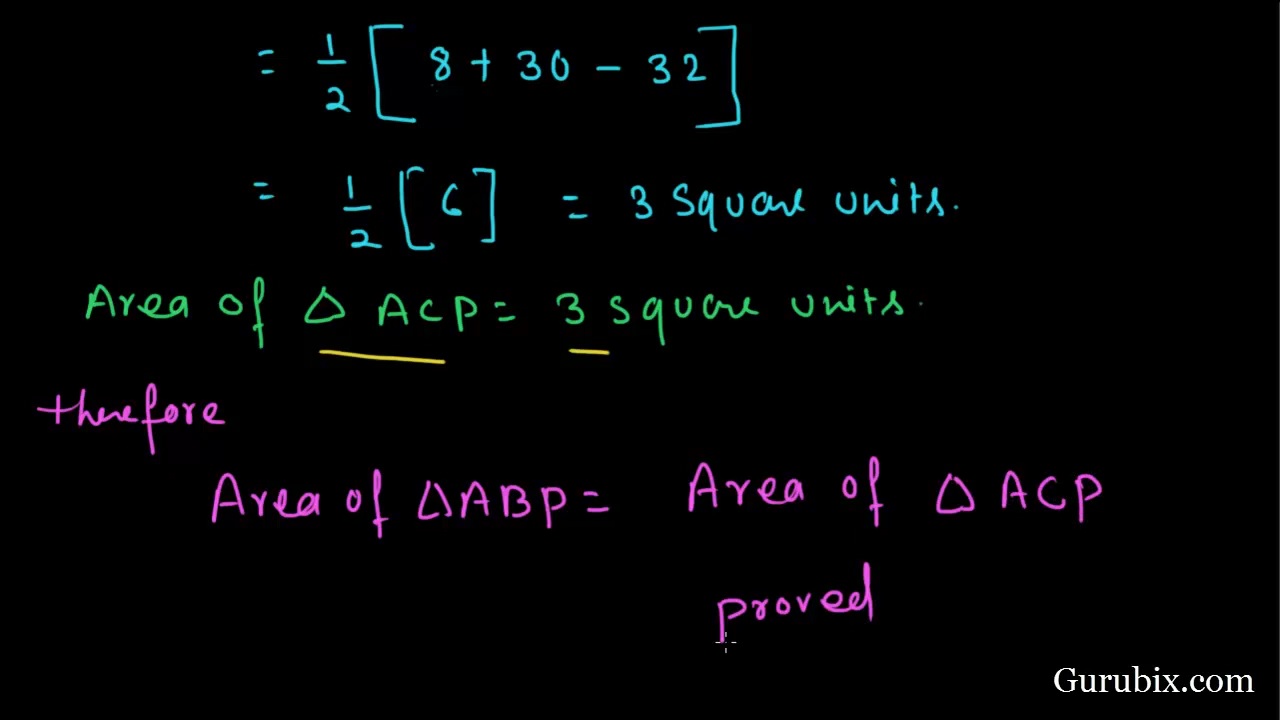 = 1/2 [ 8 + 30 - 32 ]
= 1/2 [ 6 ] = 3 square units.
Area of △ ACP = 3 square units.
therefore
Area of △ABP = Area of △ ACP
proved
Gurubix.com